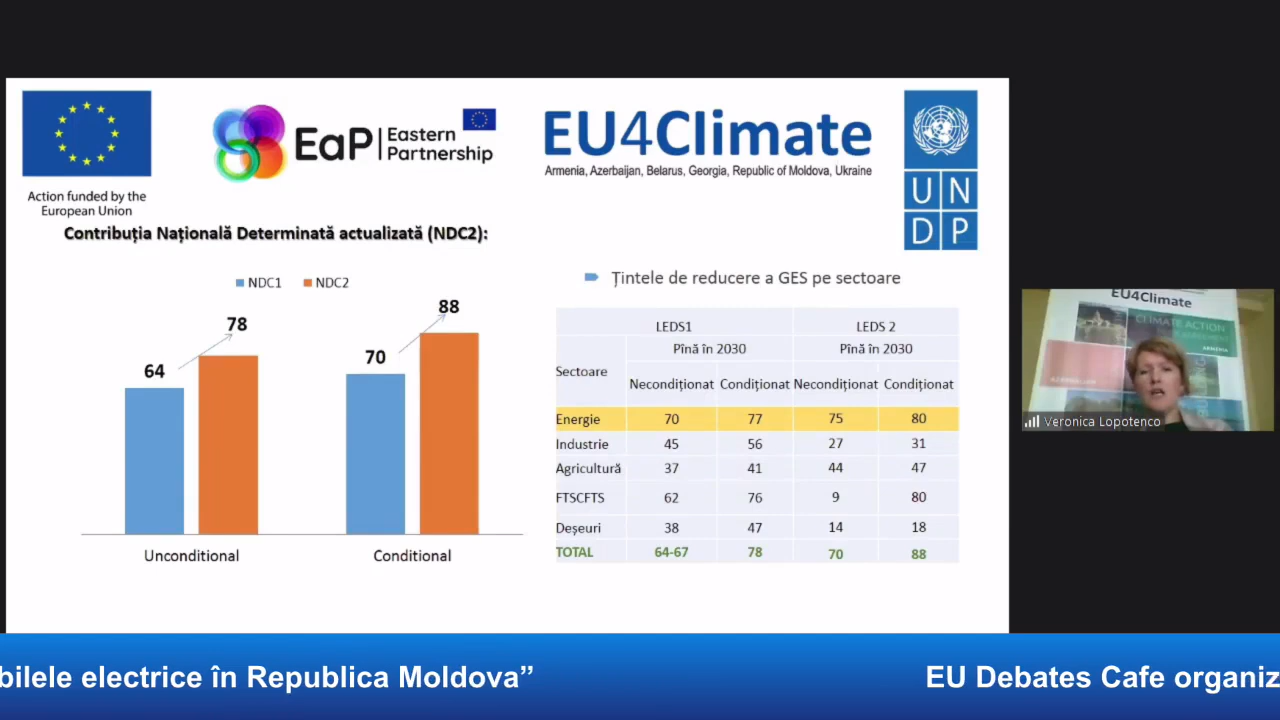 Action funded by the
European Union
EaP
Eastern
Partnership
EU4Climate
Armenia, Azerbaijan, Belarus, Georgia, Republic of Moldova, Ukraine
U N
D P
Contribuția Națională Determinată actualizată (NDC2):
NDC1 NDC2
64
78
70
88
Unconditional
Conditional
Țintele de reducere a GES pe sectoare
LEDS1 LEDS 2
Pînă în 2030 Pînă în 2030
Sectoare
Necondiționat Condiționat Necondiționat Condiționat
Energie 70 77 75 80
Industrie 45 56 27 31
Agricultură 37 41 44 47
FTSCFTS 62 76 9 80
Deșeuri 38 47 14 18
TOTAL 64-67 78 70 88
EU4Climate
CLIMATE ACTION
ARMENIA
Veronica Lopotenco
bilele electrice în Republica Moldova”
EU Debates Cafe organiz